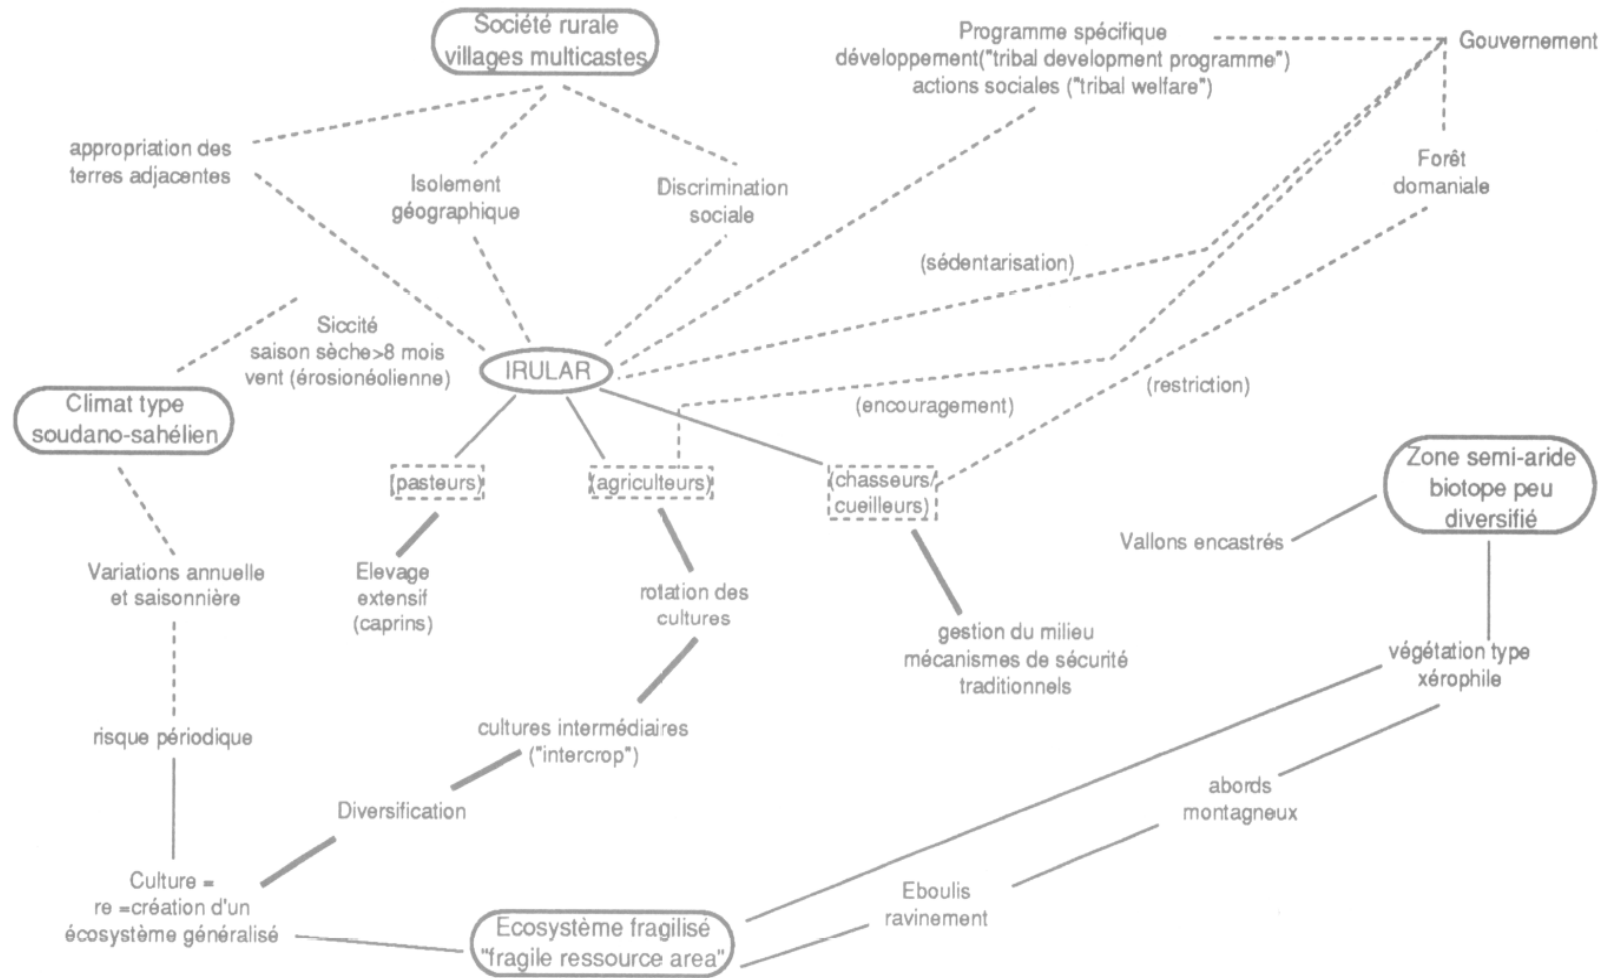 Société rurale
villages multicastes
Programme spécifique
développement("tribal development programme")
actions sociales ("tribal welfare")
Gouvernement
appropriation des
terres adjacentes
Isolement
géographique
Discrimination
sociale
Forêt
domaniale
(sédentarisation)
Siccité
saison sèche>8 mois
vent (érosionéolienne)
IRULAR
(encouragement)
(restriction)
Climat type
soudano-sahélien
(pasteurs)
(agriculteurs)
(chasseurs/
cueilleurs)
Zone semi-aride
biotope peu
diversifié
Vallons encastrés
Variations annuelle
et saisonnière
Elevage
extensif
(caprins)
rotation des
cultures
gestion du milieu
mécanismes de sécurité
traditionnels
végétation type
xérophile
risque périodique
cultures intermédiaires
("intercrop")
Diversification
abords
montagneux
Culture =
re =création d'un
écosystème généralisé
Eboulis
ravinement
Ecosystème fragilisé
"fragile ressource area"